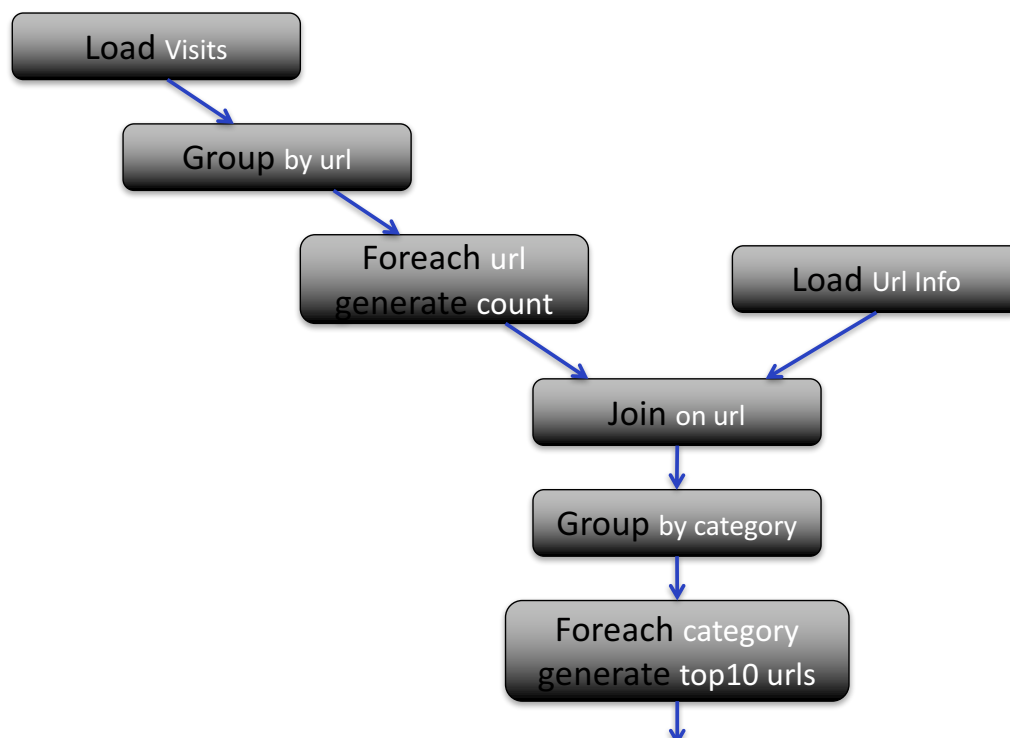 Load Visits
Group by url
Foreach url
generate count
Load Url Info
Join on url
Group by category
Foreach category
generate top10 urls